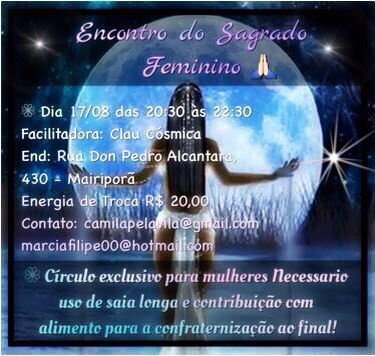 Encontro do Sagrado
Feminino 🙏🏻
❀ Dia 17/08 das 20:30 as 22:30
Facilitadora: Clau Cósmica
End: Rua Don Pedro Alcantara,
430 - Mairiporã
Energia de Troca R$ 20,00
Contato: camilapelavila@gmail.com
marciafilipe00@hotmail.com
❀ Círculo exclusivo para mulheres Necessario
uso de saia longa e contribuição com
alimento para a confraternização ao final!